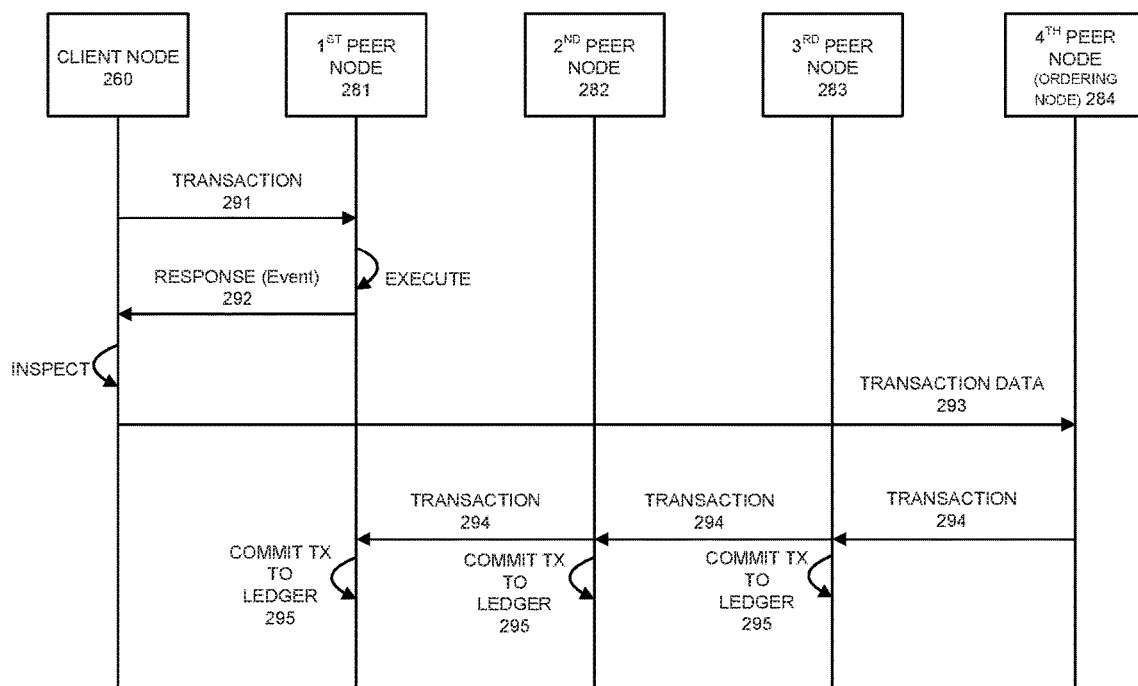 CLIENT NODE
260
1ST PEER
NODE
281
2ND PEER
NODE
282
3RD PEER
NODE
283
4TH PEER
NODE
(ORDERING
NODE) 284
TRANSACTION
291
EXECUTE
RESPONSE (Event)
292
INSPECT
TRANSACTION DATA
293
TRANSACTION
294
TRANSACTION
294
TRANSACTION
294
COMMIT TX
TO
LEDGER
295
COMMIT TX
TO
LEDGER
295
COMMIT TX
TO
LEDGER
295